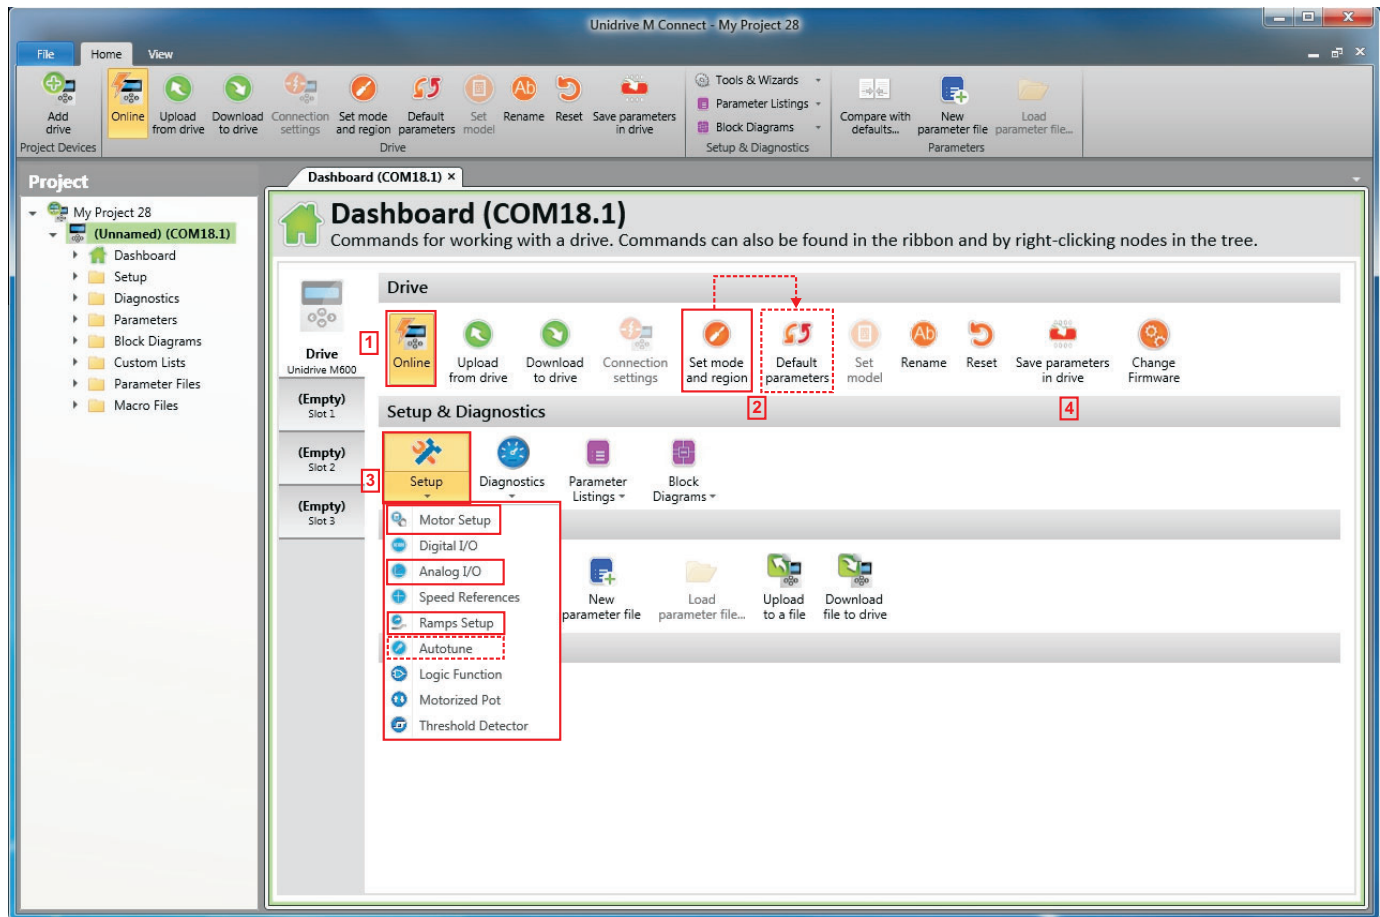 Unidrive M Connect - My Project 28
File Home View
Add drive
Online
Upload from drive
Download to drive
Connection settings
Set mode and region
Default parameters
Set model
Rename
Reset
Save parameters in drive
Tools & Wizards
Parameter Listings
Block Diagrams
Compare with defaults...
New parameter file
Load parameter file...
Project Devices
Drive
Setup & Diagnostics
Parameters
Project
My Project 28
(Unnamed) (COM18.1)
Dashboard
Setup
Diagnostics
Parameters
Block Diagrams
Custom Lists
Parameter Files
Macro Files
Dashboard (COM18.1) ×
Dashboard (COM18.1)
Commands for working with a drive. Commands can also be found in the ribbon and by right-clicking nodes in the tree.
Drive
Unidrive M600
(Empty)
Slot 1
(Empty)
Slot 2
(Empty)
Slot 3
Drive
1
Online
Upload from drive
Download to drive
Connection settings
Set mode and region
Default parameters
Set model
Ab
Rename
Reset
Save parameters in drive
Change Firmware
2
4
Setup & Diagnostics
3
Setup
Diagnostics
Parameter Listings
Block Diagrams
Motor Setup
Digital I/O
Analog I/O
Speed References
Ramps Setup
Autotune
Logic Function
Motorized Pot
Threshold Detector
New parameter file
Load parameter file...
Upload to a file
Download file to drive